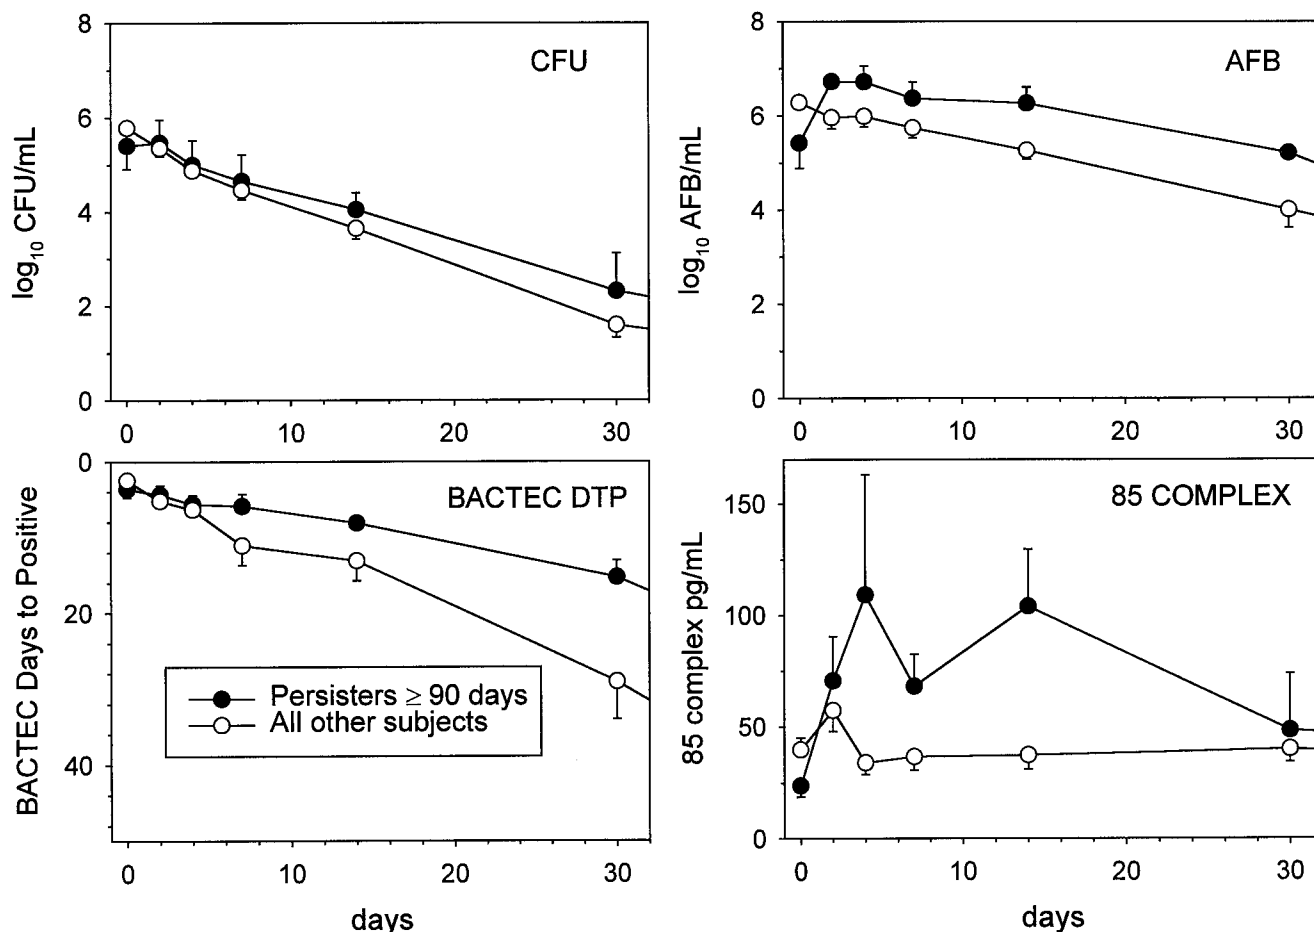 CFU
log10 CFU/mL
8
6
4
2
0
0 10 20 30
AFB
log10 AFB/mL
8
6
4
2
0
0 10 20 30
BACTEC DTP
BACTEC Days to Positive
0
20
40
Persisters ≥ 90 days
All other subjects
0 10 20 30
days
85 COMPLEX
85 complex pg/mL
150
100
50
0
0 10 20 30
days